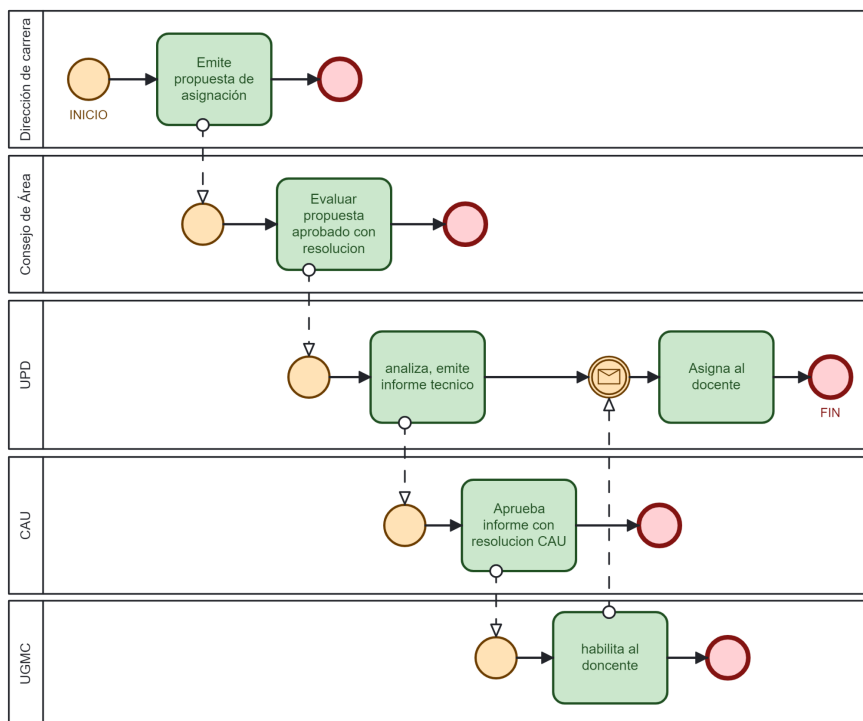 Dirección de carrera
Emite
propuesta de
asignación
INICIO
Consejo de Área
Evaluar
propuesta
aprobado con
resolucion
UPD
analiza, emite
informe tecnico
Asigna al
docente
FIN
CAU
Aprueba
informe con
resolucion CAU
UGMC
habilita al
doncente